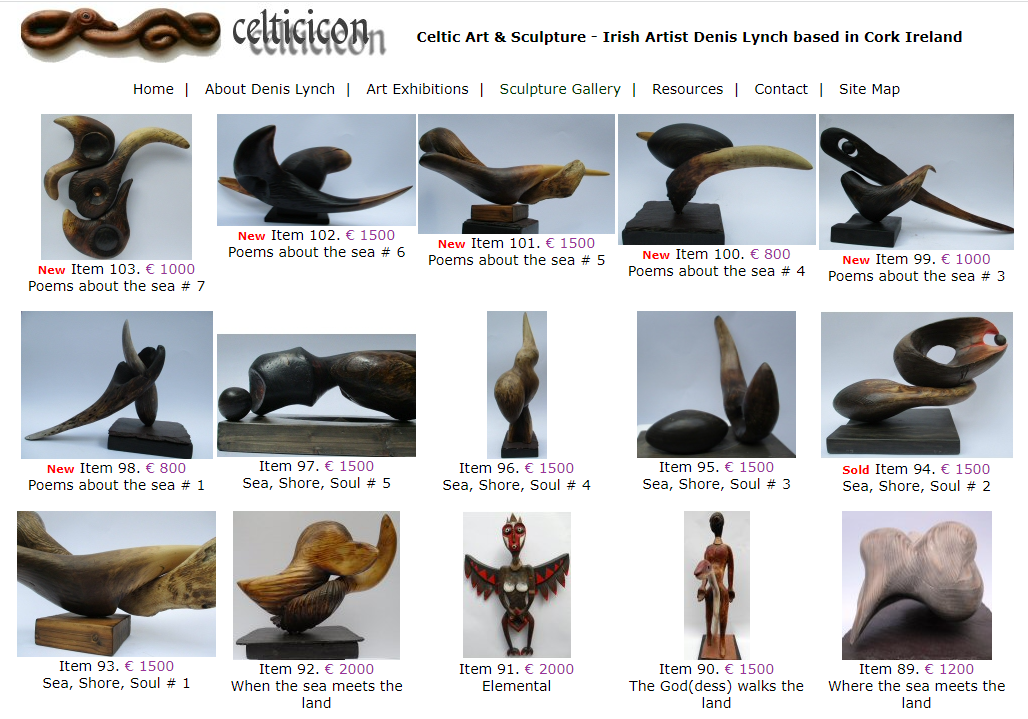 celticicon
Celtic Art & Sculpture - Irish Artist Denis Lynch based in Cork Ireland
Home | About Denis Lynch | Art Exhibitions | Sculpture Gallery | Resources | Contact | Site Map
New Item 103. € 1000
Poems about the sea # 7
New Item 102. € 1500
Poems about the sea # 6
New Item 101. € 1500
Poems about the sea # 5
New Item 100. € 800
Poems about the sea # 4
New Item 99. € 1000
Poems about the sea # 3
New Item 98. € 800
Poems about the sea # 1
Item 97. € 1500
Sea, Shore, Soul # 5
Item 96. € 1500
Sea, Shore, Soul # 4
Item 95. € 1500
Sea, Shore, Soul # 3
Sold Item 94. € 1500
Sea, Shore, Soul # 2
Item 93. € 1500
Sea, Shore, Soul # 1
Item 92. € 2000
When the sea meets the
land
Item 91. € 2000
Elemental
Item 90. € 1500
The God(dess) walks the
land
Item 89. € 1200
Where the sea meets the
land